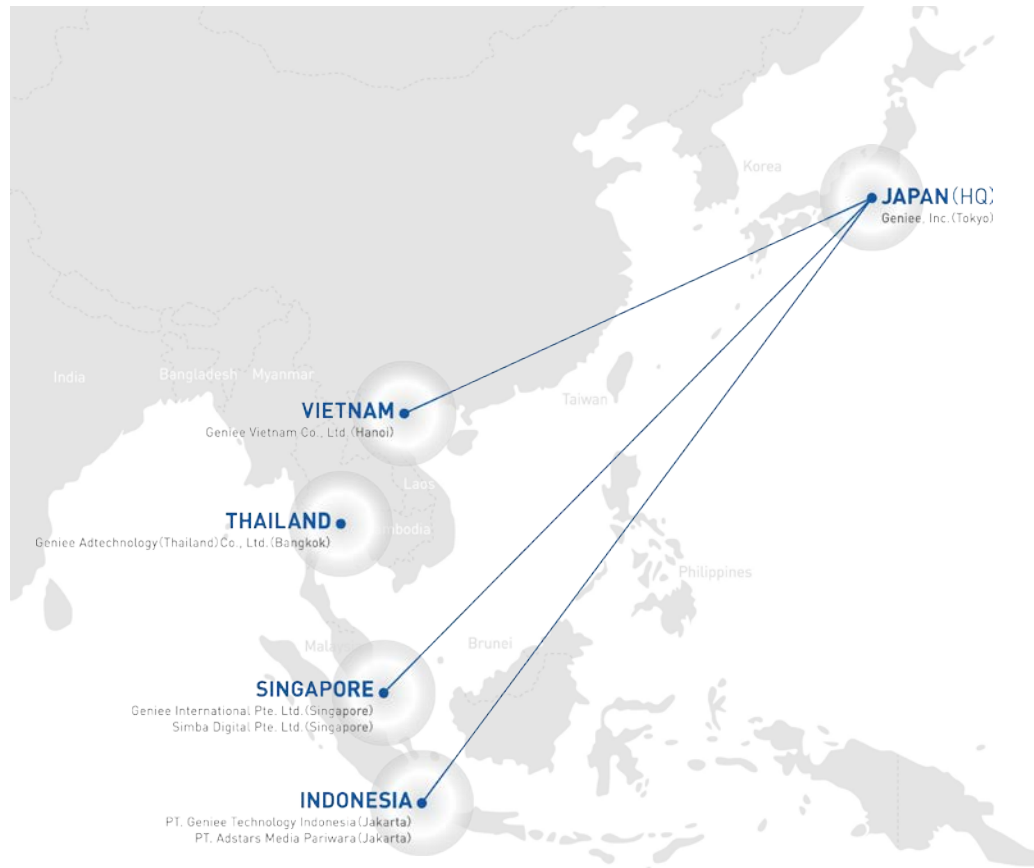 Korea
JAPAN (HQ)
Geniee, Inc. (Tokyo)
India
Bangladesh
Myanmar
Taiwan
VIETNAM
Geniee Vietnam Co., Ltd. (Hanoi)
Laos
THAILAND
Geniee Adtechnology (Thailand) Co., Ltd. (Bangkok)
mbodia
Philippines
Malay
Brunei
SINGAPORE
Geniee International Pte. Ltd. (Singapore)
Simba Digital Pte. Ltd. (Singapore)
INDONESIA
PT. Geniee Technology Indonesia (Jakarta)
PT. Adstars Media Pariwara (Jakarta)